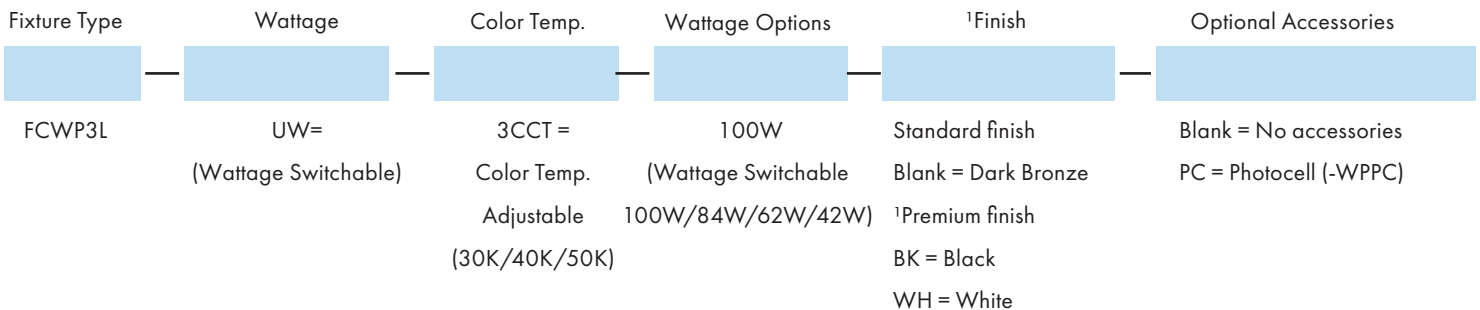 Fixture Type Wattage Color Temp. Wattage Options ¹Finish Optional Accessories
FCWP3L
UW=
(Wattage Switchable)
3CCT =
Color Temp.
Adjustable
(30K/40K/50K)
100W
(Wattage Switchable
100W/84W/62W/42W)
Standard finish
Blank = Dark Bronze
¹Premium finish
BK = Black
WH = White
Blank = No accessories
PC = Photocell (-WPPC)